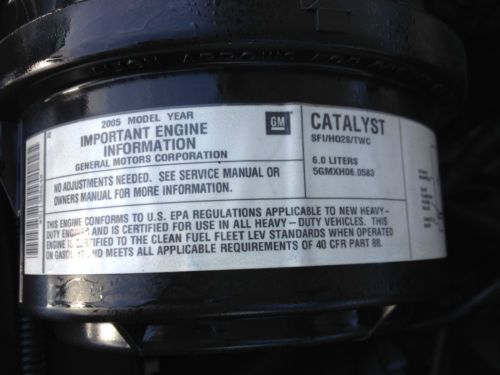 2005 MODEL YEAR
IMPORTANT ENGINE
INFORMATION
GENERAL MOTORS CORPORATION
GM
NO ADJUSTMENTS NEEDED. SEE SERVICE MANUAL OR
OWNERS MANUAL FOR MORE INFORMATION.
CATALYST
SFI/HO2S/TWC
6.0 LITERS
5GMXH06.0583
THIS ENGINE CONFORMS TO U.S. EPA REGULATIONS APPLICABLE TO NEW HEAVY-
DUTY ENGINES AND IS CERTIFIED FOR USE IN ALL HEAVY-DUTY VEHICLES. THIS
ENGINE IS CERTIFIED TO THE CLEAN FUEL FLEET LEV STANDARDS WHEN OPERATED
ON AND MEETS ALL APPLICABLE REQUIREMENTS OF 40 CFR PART 88.